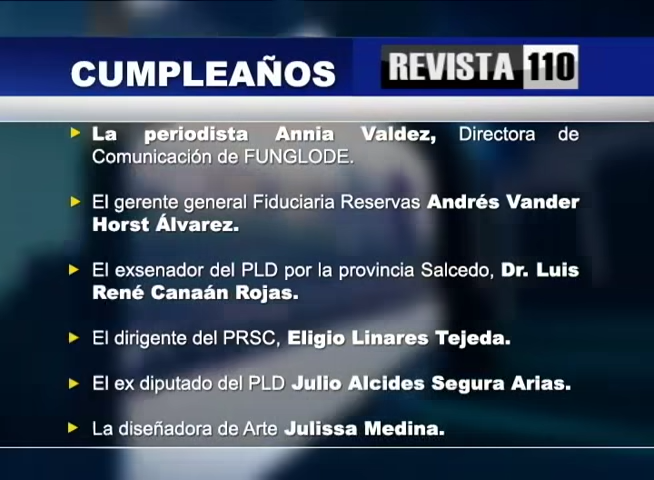 CUMPLEAÑOS
REVISTA 110
La periodista Annia Valdez, Directora de
Comunicación de FUNGLODE.
El gerente general Fiduciaria Reservas Andrés Vander
Horst Álvarez.
El exsenador del PLD por la provincia Salcedo, Dr. Luis
René Canaán Rojas.
El dirigente del PRSC, Eligio Linares Tejeda.
El ex diputado del PLD Julio Alcides Segura Arias.
La diseñadora de Arte Julissa Medina.